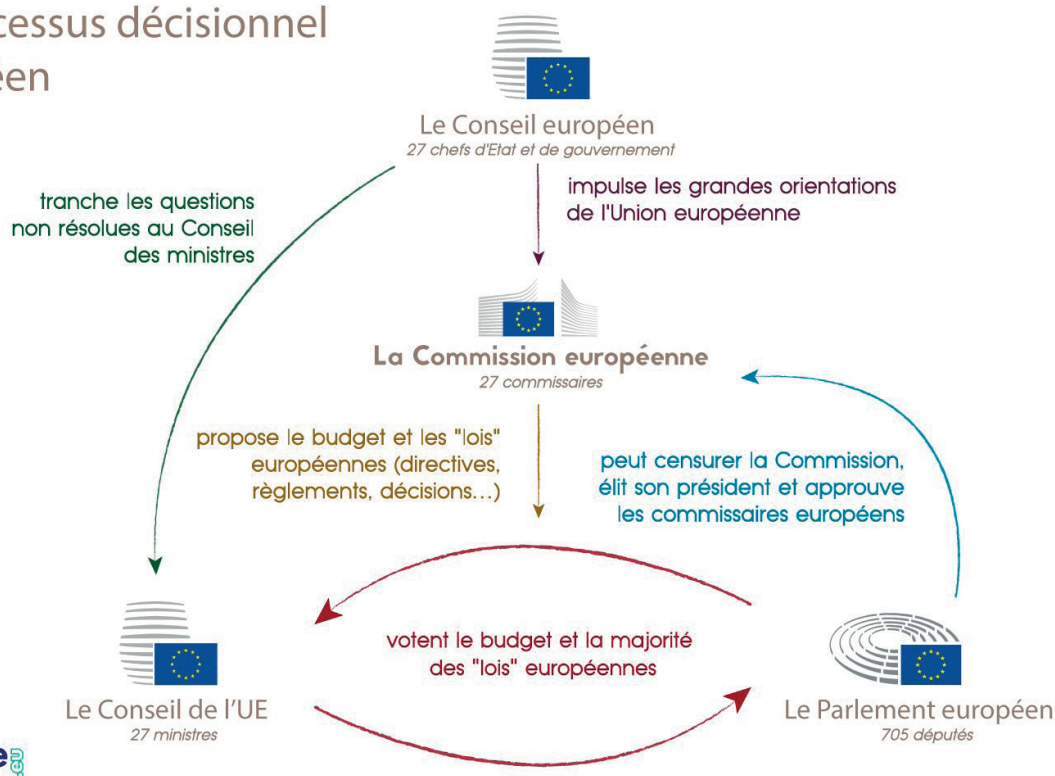 cessus décisionnel
éen
Le Conseil européen
27 chefs d'Etat et de gouvernement
tranche les questions
non résolues au Conseil
des ministres
impulse les grandes orientations
de l'Union européenne
La Commission européenne
27 commissaires
propose le budget et les "lois"
européennes (directives,
règlements, décisions...)
peut censurer la Commission,
élit son président et approuve
les commissaires européens
votent le budget et la majorité
des "lois" européennes
Le Conseil de l'UE
27 ministres
Le Parlement européen
705 députés
e
.eu